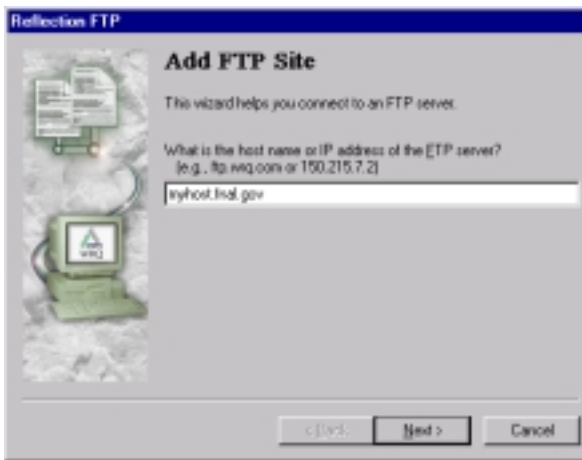 Reflection FTP
Add FTP Site
This wizard helps you connect to an FTP server.
What is the host name or IP address of the FTP server?
(e.g., ftp.wrq.com or 150.215.7.2)
myhost.fnal.gov
WRQ
< Back
Next >
Cancel